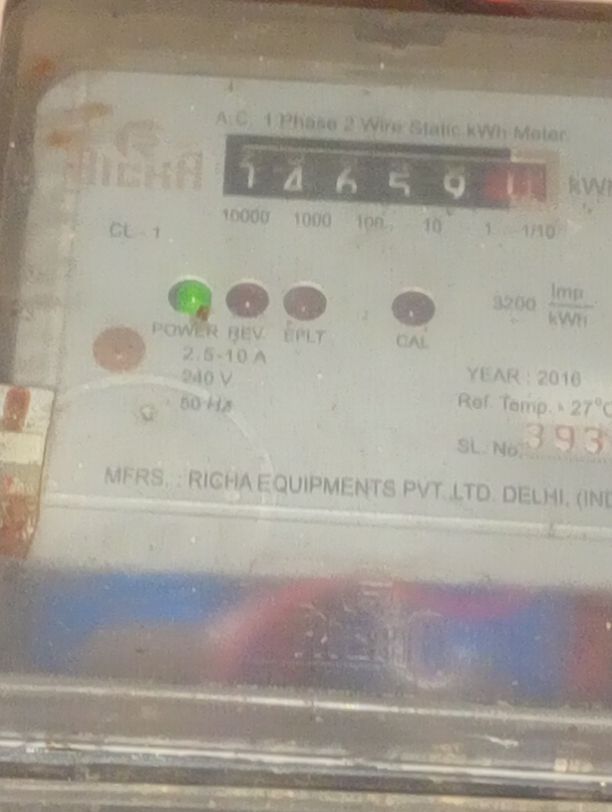 A.C. 1 Phase 2 Wire Static kWh Meter
RICHA
1 4 6 5 9
kWh
10000 1000 100 10 1 1/10
CL - 1
3200 Imp/kWh
POWER REV EPLT CAL
2.5-10 A
240 V
50 Hz
YEAR : 2016
Ref. Temp. : 27°C
SL. No. 393
MFRS. : RICHA EQUIPMENTS PVT. LTD. DELHI, (IND